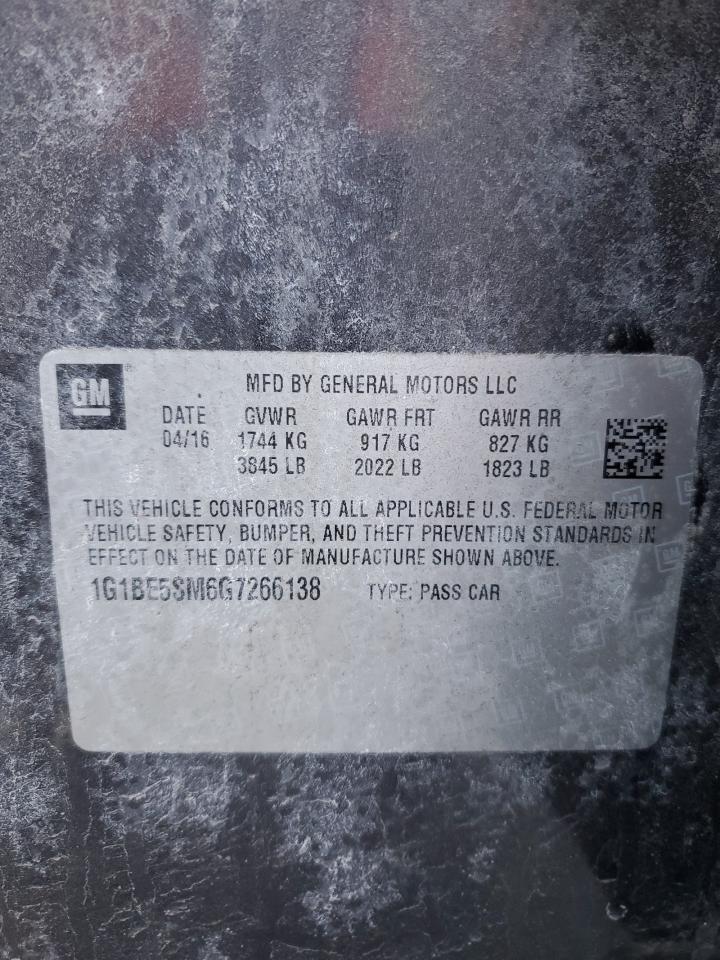 GM
MFD BY GENERAL MOTORS LLC
DATE GVWR GAWR FRT GAWR RR
04/16 1744 KG 917 KG 827 KG
3845 LB 2022 LB 1823 LB
THIS VEHICLE CONFORMS TO ALL APPLICABLE U.S. FEDERAL MOTOR
VEHICLE SAFETY, BUMPER, AND THEFT PREVENTION STANDARDS IN
EFFECT ON THE DATE OF MANUFACTURE SHOWN ABOVE.
1G1BE5SM6G7266138 TYPE: PASS CAR